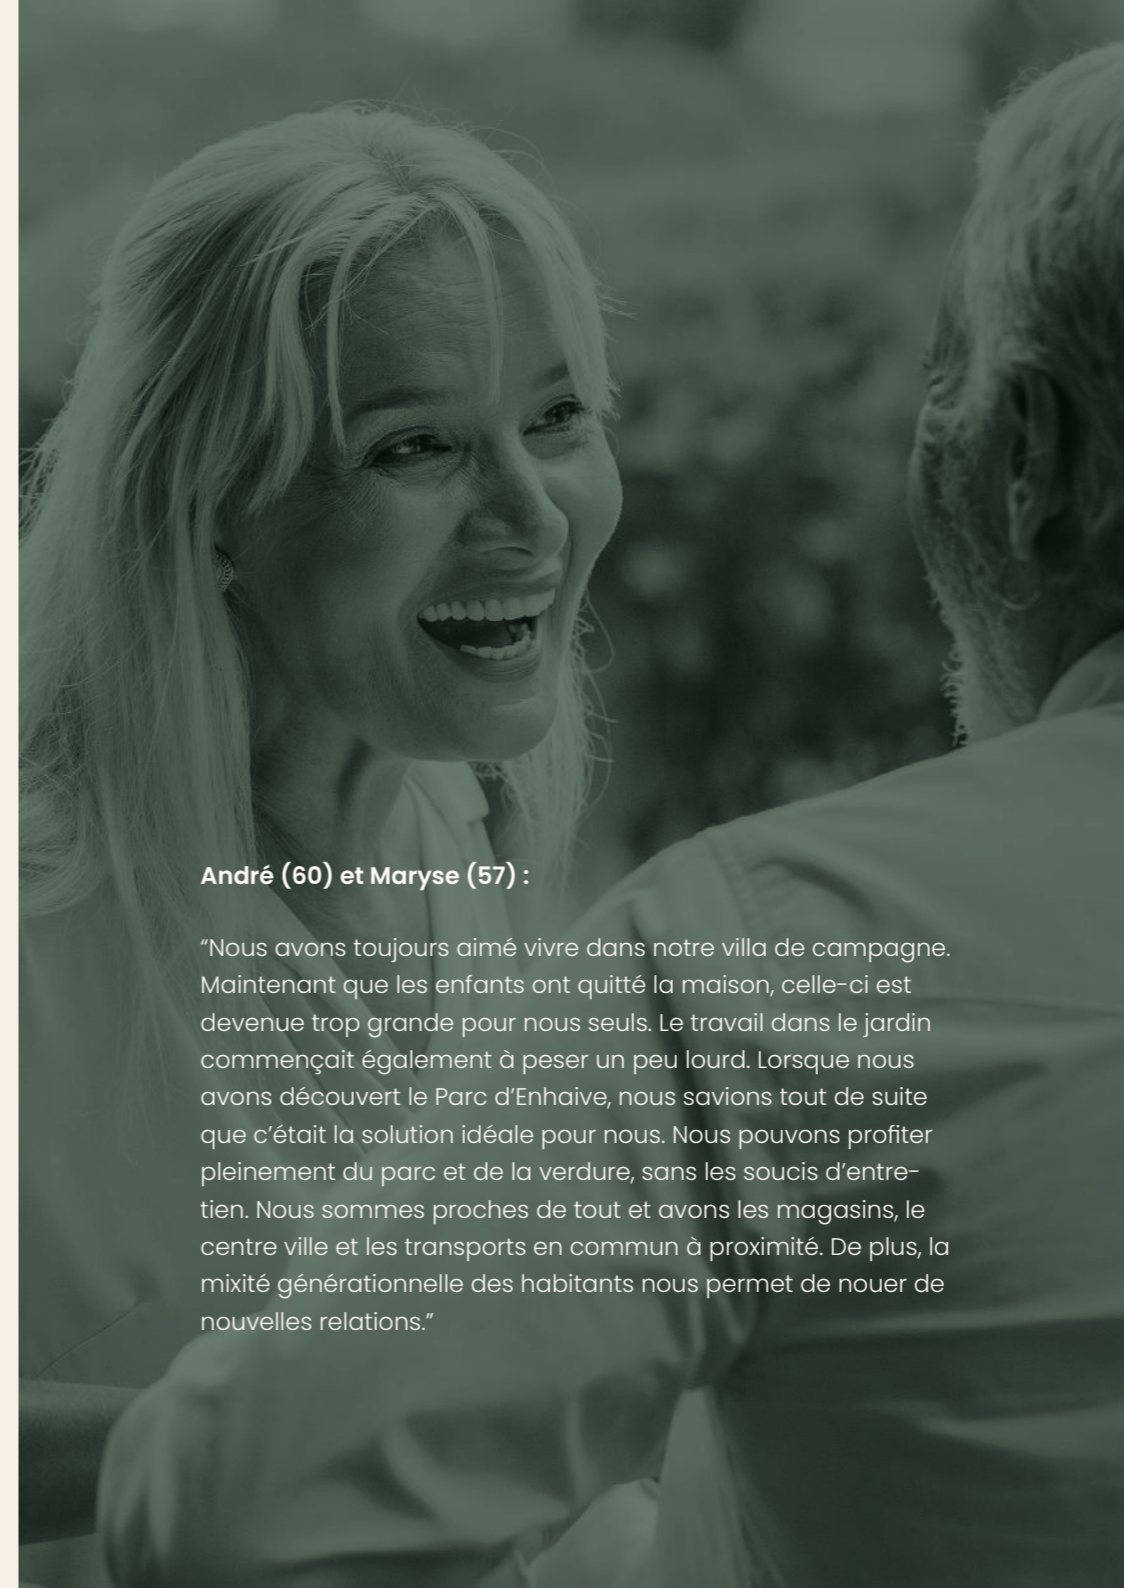 André (60) et Maryse (57) :
“Nous avons toujours aimé vivre dans notre villa de campagne.
Maintenant que les enfants ont quitté la maison, celle-ci est
devenue trop grande pour nous seuls. Le travail dans le jardin
commençait également à peser un peu lourd. Lorsque nous
avons découvert le Parc d’Enhaive, nous savions tout de suite
que c’était la solution idéale pour nous. Nous pouvons profiter
pleinement du parc et de la verdure, sans les soucis d’entre-
tien. Nous sommes proches de tout et avons les magasins, le
centre ville et les transports en commun à proximité. De plus, la
mixité générationnelle des habitants nous permet de nouer de
nouvelles relations.”